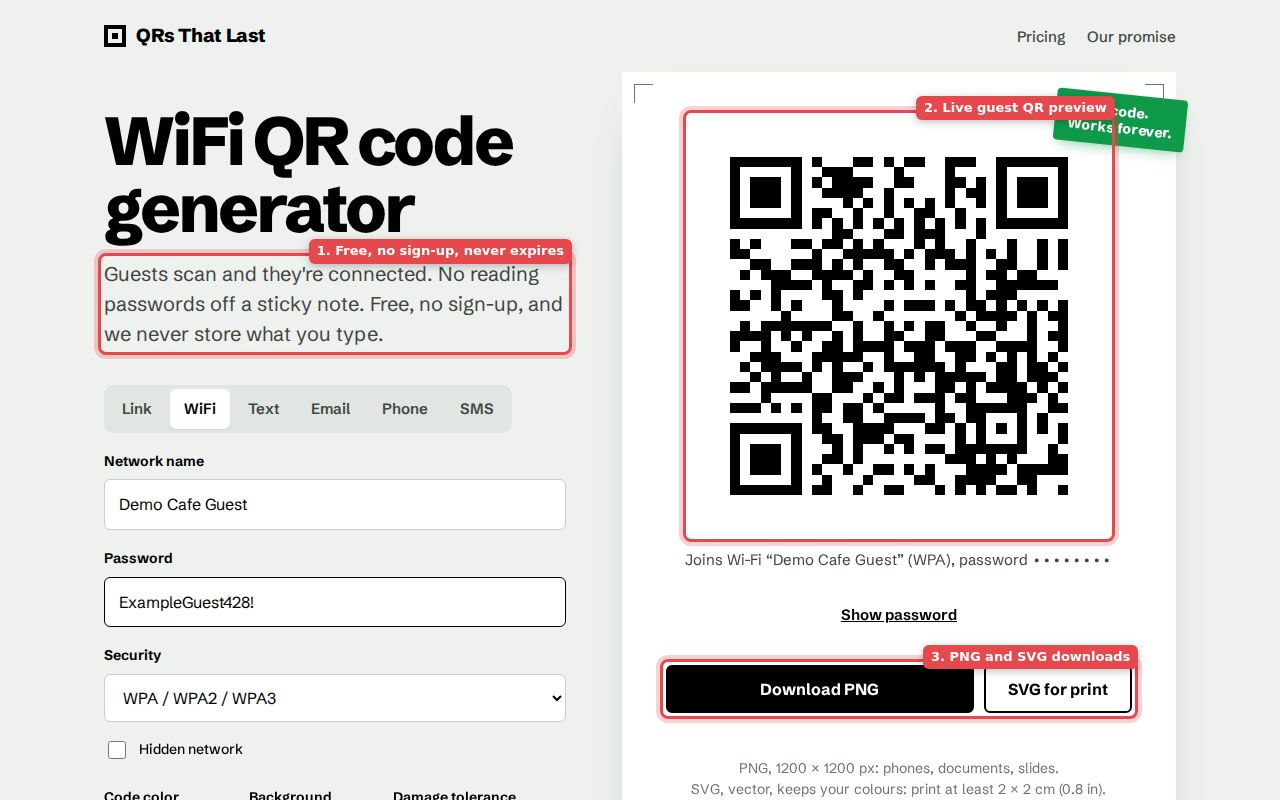 QRs That Last
Pricing
Our promise
WiFi QR code
generator
1. Free, no sign-up, never expires
Guests scan and they're connected. No reading
passwords off a sticky note. Free, no sign-up, and
we never store what you type.
Link
WiFi
Text
Email
Phone
SMS
Network name
Demo Cafe Guest
Password
ExampleGuest428!
Security
WPA / WPA2 / WPA3
Hidden network
Code color
Background
Damage tolerance
2. Live guest QR preview
code.
Works forever.
Joins Wi-Fi “Demo Cafe Guest” (WPA), password ••••••••
Show password
3. PNG and SVG downloads
Download PNG
SVG for print
PNG, 1200 × 1200 px: phones, documents, slides.
SVG, vector, keeps your colours: print at least 2 × 2 cm (0.8 in).